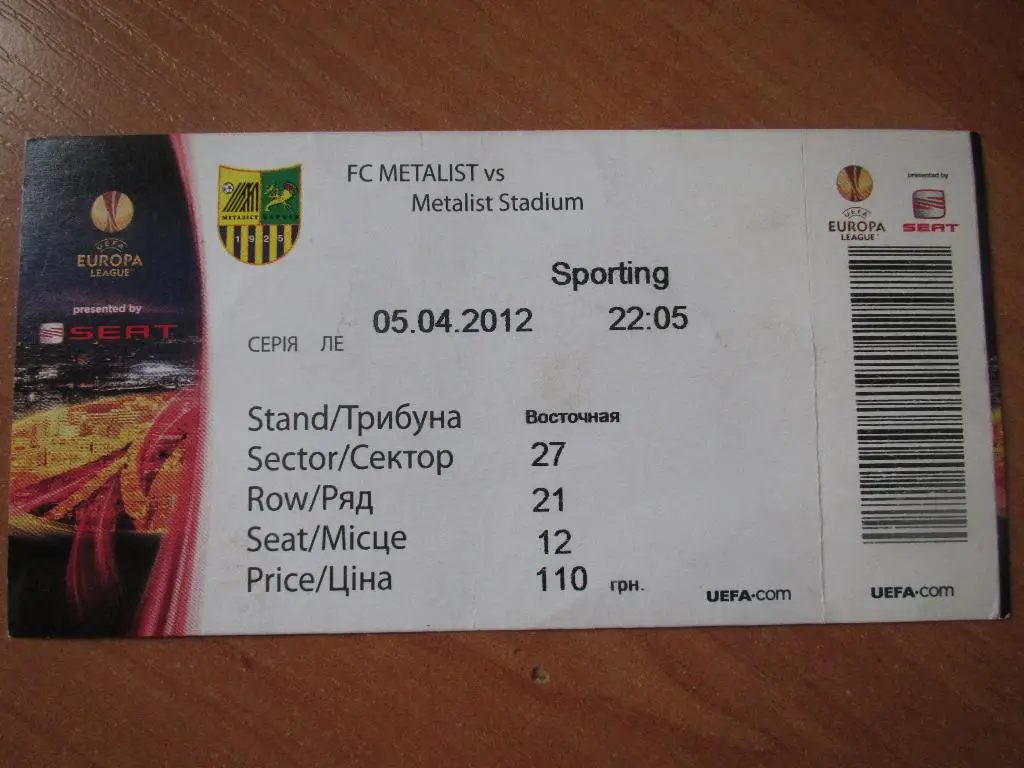 FC METALIST vs
Metalist Stadium
Sporting
05.04.2012 22:05
СЕРІЯ ЛЕ
Stand/Трибуна Восточная
Sector/Сектор 27
Row/Ряд 21
Seat/Місце 12
Price/Ціна 110 грн.
UEFA.com
UEFA
EUROPA
LEAGUE
presented by
SEAT
МЕТАЛІСТ ХАРКІВ
1925
UEFA
EUROPA
LEAGUE
presented by
SEAT
UEFA.com